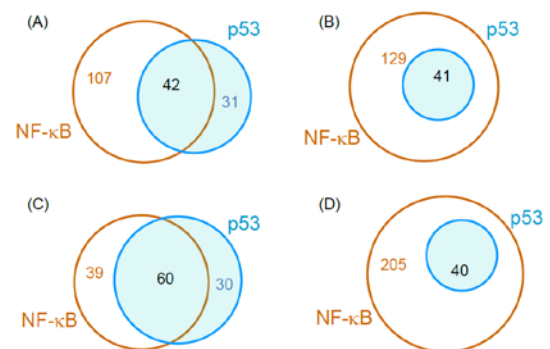 (A)
p53
107
42
31
NF-κB
(B)
p53
129
41
NF-κB
(C)
p53
39
60
30
NF-κB
(D)
p53
205
40
NF-κB